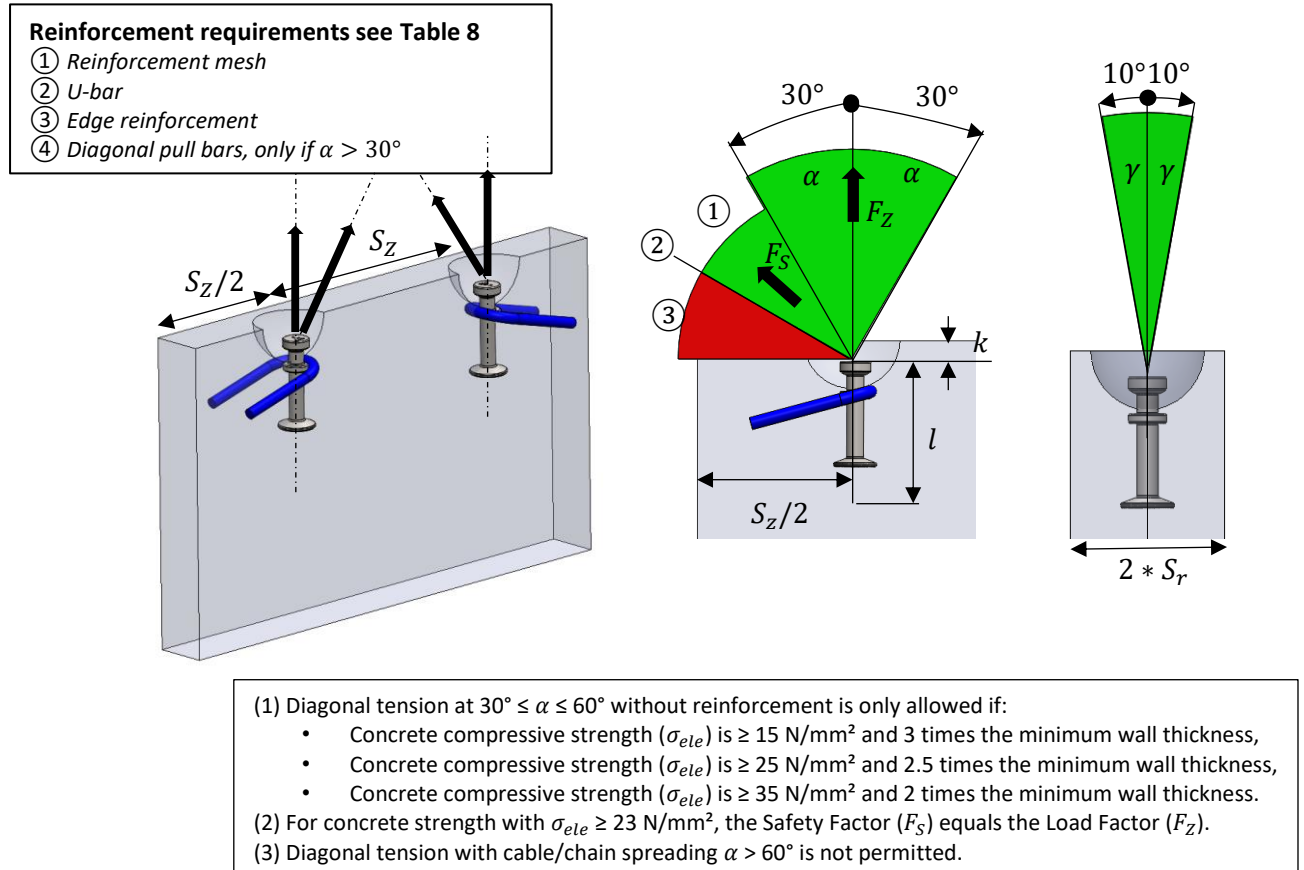 Reinforcement requirements see Table 8
① Reinforcement mesh
② U-bar
③ Edge reinforcement
④ Diagonal pull bars, only if α > 30°
S_Z/2
S_Z
30°
30°
α
α
F_Z
F_S
①
②
③
k
l
S_z/2
10°10°
γ
γ
2 * S_r
(1) Diagonal tension at 30° ≤ α ≤ 60° without reinforcement is only allowed if:
• Concrete compressive strength (σ_ele) is ≥ 15 N/mm² and 3 times the minimum wall thickness,
• Concrete compressive strength (σ_ele) is ≥ 25 N/mm² and 2.5 times the minimum wall thickness,
• Concrete compressive strength (σ_ele) is ≥ 35 N/mm² and 2 times the minimum wall thickness.
(2) For concrete strength with σ_ele ≥ 23 N/mm², the Safety Factor (F_S) equals the Load Factor (F_Z).
(3) Diagonal tension with cable/chain spreading α > 60° is not permitted.